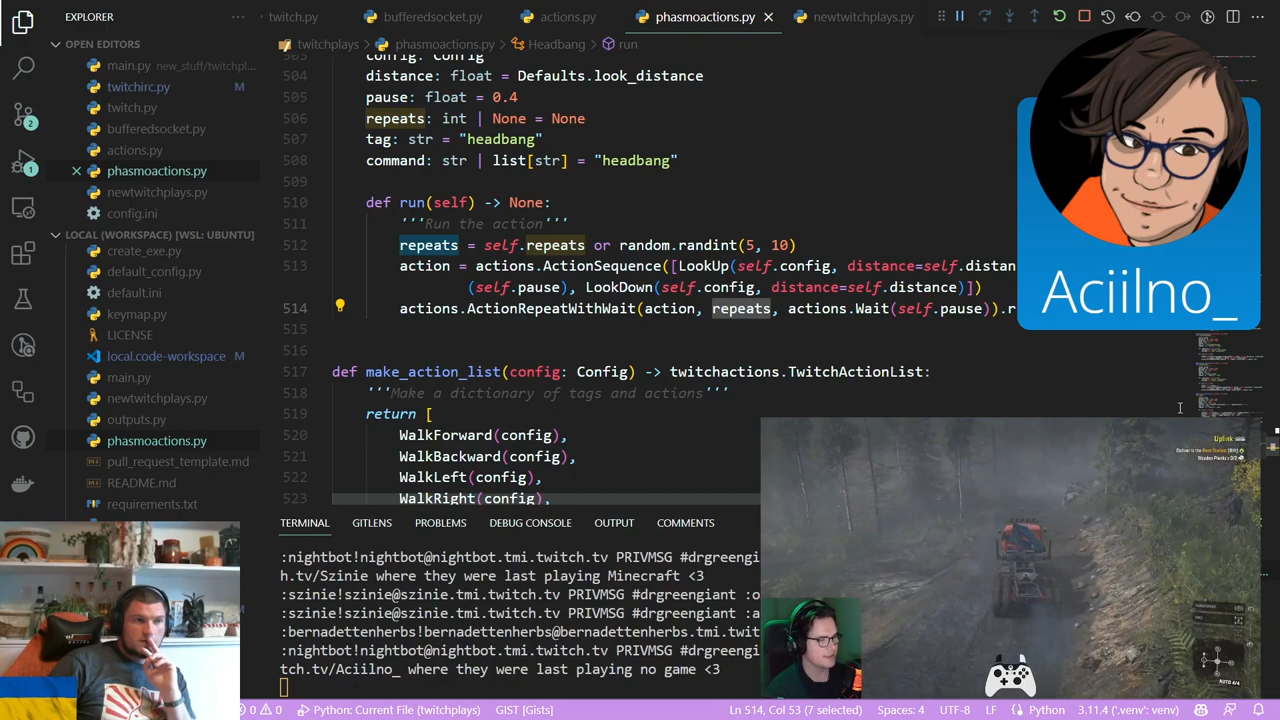 EXPLORER
OPEN EDITORS
main.py new_stuff/twitchpl...
twitchirc.py M
twitch.py
bufferedsocket.py
actions.py
phasmoactions.py
newtwitchplays.py
config.ini
LOCAL (WORKSPACE) [WSL: UBUNTU]
create_exe.py
default_config.py
default.ini
keymap.py
LICENSE
local.code-workspace M
main.py
newtwitchplays.py
outputs.py
phasmoactions.py
pull_request_template.md
README.md
requirements.txt
2
1
twitch.py bufferedsocket.py actions.py phasmoactions.py newtwitchplays.py
twitchplays > phasmoactions.py > Headbang > run
503 config: Config
504 distance: float = Defaults.look_distance
505 pause: float = 0.4
506 repeats: int | None = None
507 tag: str = "headbang"
508 command: str | list[str] = "headbang"
509
510 def run(self) -> None:
511 '''Run the action'''
512 repeats = self.repeats or random.randint(5, 10)
513 action = actions.ActionSequence([LookUp(self.config, distance=self.distan
(self.pause), LookDown(self.config, distance=self.distance)])
514 actions.ActionRepeatWithWait(action, repeats, actions.Wait(self.pause)).r
515
516
517 def make_action_list(config: Config) -> twitchactions.TwitchActionList:
518 '''Make a dictionary of tags and actions'''
519 return [
520 WalkForward(config),
521 WalkBackward(config),
522 WalkLeft(config),
523 WalkRight(config),
Aciilno_
TERMINAL GITLENS PROBLEMS DEBUG CONSOLE OUTPUT COMMENTS
:nightbot!nightbot@nightbot.tmi.twitch.tv PRIVMSG #drgreengiant
h.tv/Szinie where they were last playing Minecraft <3
:szinie!szinie@szinie.tmi.twitch.tv PRIVMSG #drgreengiant :o
:szinie!szinie@szinie.tmi.twitch.tv PRIVMSG #drgreengiant :a
:bernadettenherbs!bernadettenherbs@bernadettenherbs.tmi.twit
:nightbot!nightbot@nightbot.tmi.twitch.tv PRIVMSG #drgreengiant
tch.tv/Aciilno_ where they were last playing no game <3
Uplink
AUTO 4/4
0 0 Python: Current File (twitchplays) GIST [Gists] Ln 514, Col 53 (7 selected) Spaces: 4 UTF-8 LF Python 3.11.4 ('.venv': venv)